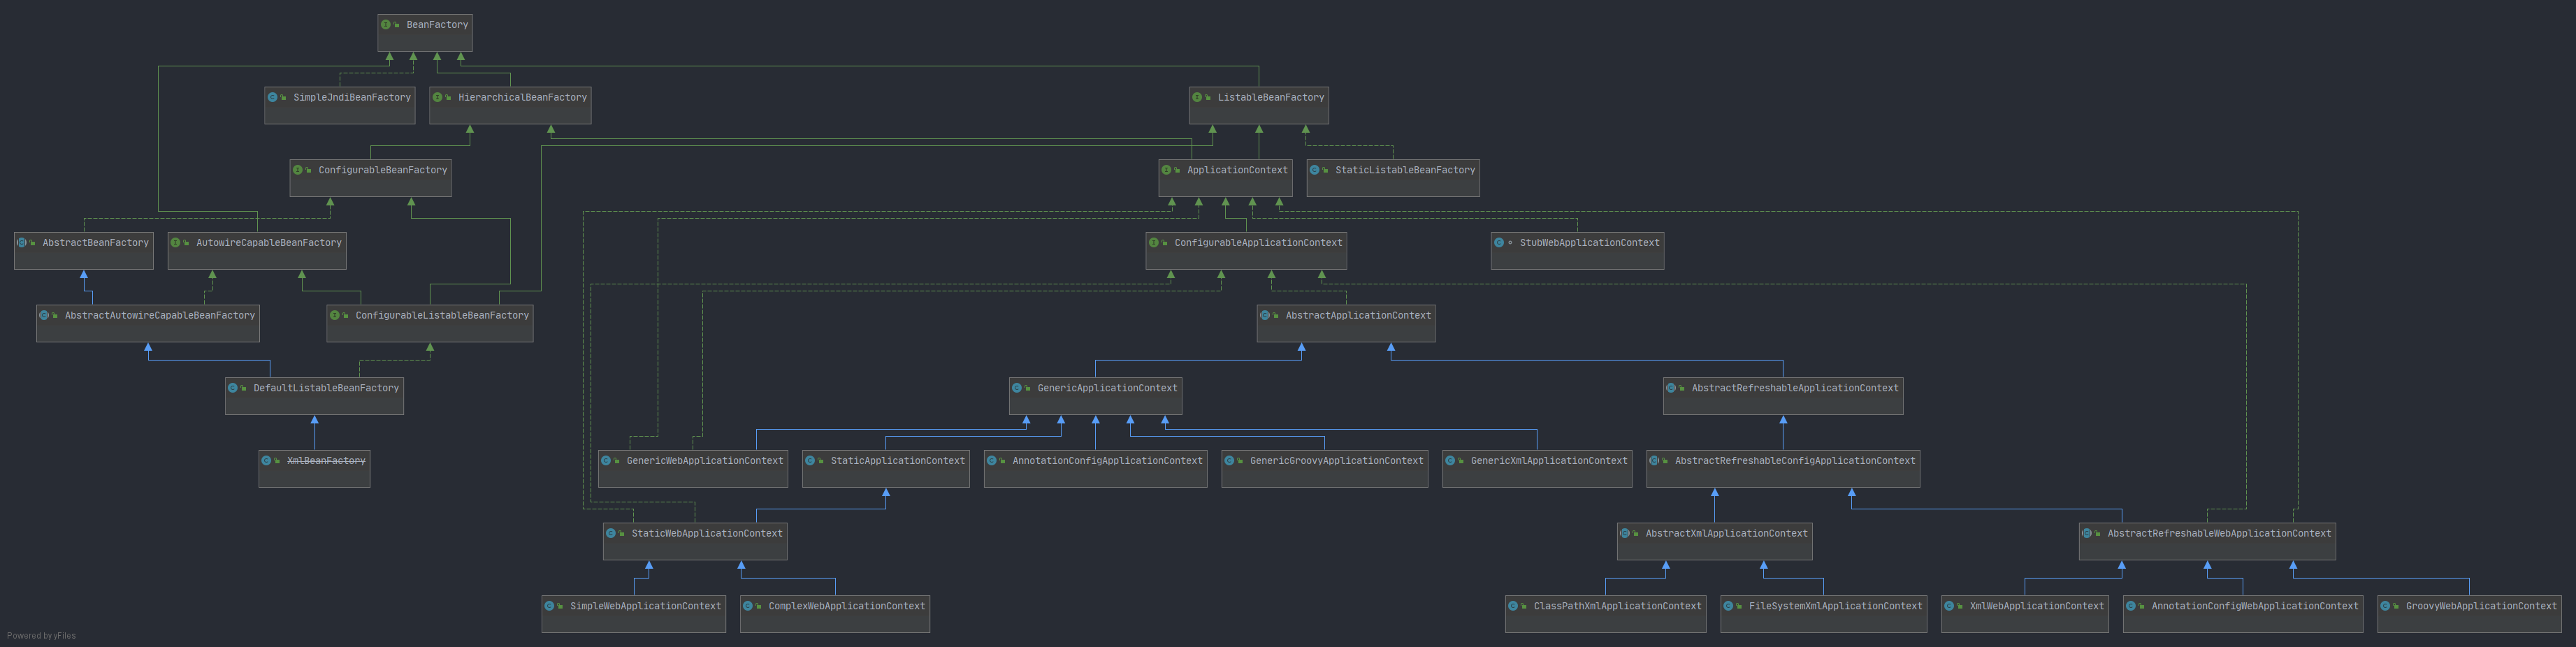 BeanFactory
SimpleJndiBeanFactory
HierarchicalBeanFactory
ListableBeanFactory
ConfigurableBeanFactory
ApplicationContext
StaticListableBeanFactory
AbstractBeanFactory
AutowireCapableBeanFactory
ConfigurableApplicationContext
StubWebApplicationContext
AbstractAutowireCapableBeanFactory
ConfigurableListableBeanFactory
AbstractApplicationContext
DefaultListableBeanFactory
GenericApplicationContext
AbstractRefreshableApplicationContext
XmlBeanFactory
GenericWebApplicationContext
StaticApplicationContext
AnnotationConfigApplicationContext
GenericGroovyApplicationContext
GenericXmlApplicationContext
AbstractRefreshableConfigApplicationContext
StaticWebApplicationContext
AbstractXmlApplicationContext
AbstractRefreshableWebApplicationContext
SimpleWebApplicationContext
ComplexWebApplicationContext
ClassPathXmlApplicationContext
FileSystemXmlApplicationContext
XmlWebApplicationContext
AnnotationConfigWebApplicationContext
GroovyWebApplicationContext
Powered by yFiles